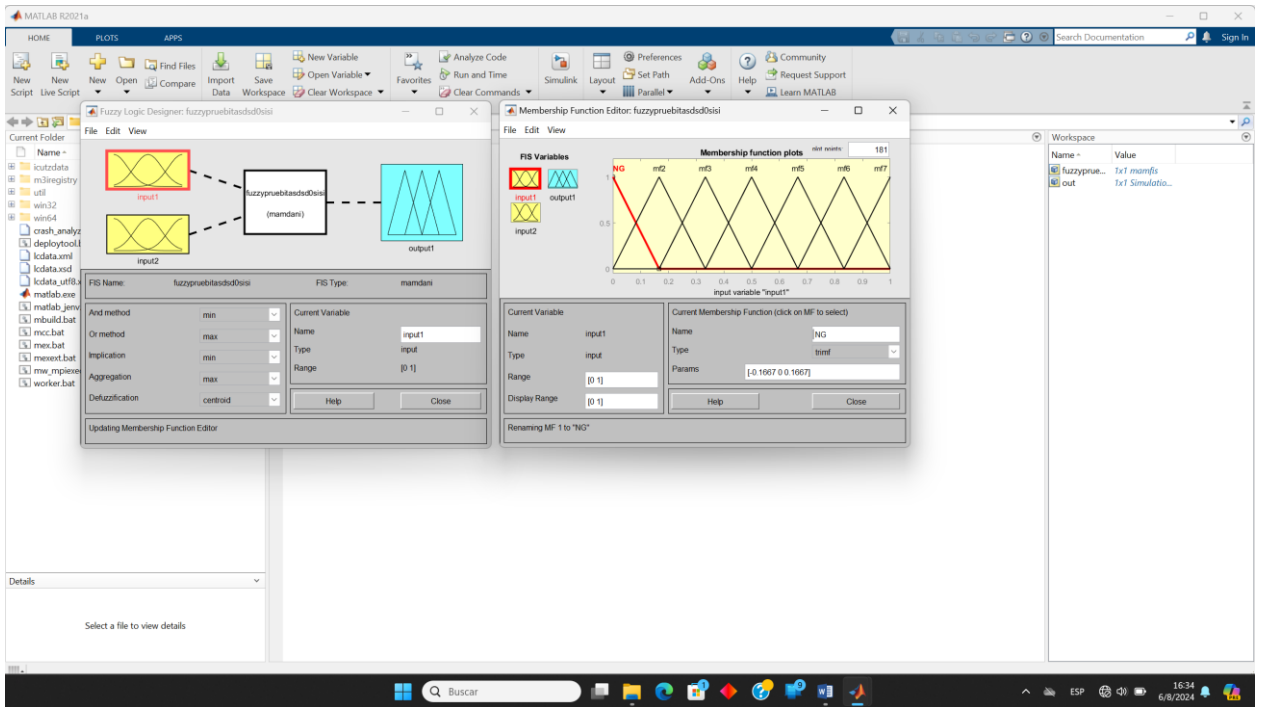 MATLAB R2021a
HOME PLOTS APPS
Search Documentation
Sign In
New Script
New Live Script
New
Open
Find Files
Compare
Import Data
Save Workspace
New Variable
Open Variable
Clear Workspace
Favorites
Analyze Code
Run and Time
Clear Commands
Simulink
Layout
Preferences
Set Path
Parallel
Add-Ons
Help
Community
Request Support
Learn MATLAB
Current Folder
Name
icutzdata
m3iregistry
util
win32
win64
crash_analyz
deploytool.b
lcdata.xml
lcdata.xsd
lcdata_utf8.x
matlab.exe
matlab_jenv
mbuild.bat
mcc.bat
mex.bat
mexext.bat
mw_mpiexe
worker.bat
Details
Select a file to view details
Fuzzy Logic Designer: fuzzypruebitasdsd0sisi
File Edit View
input1
input2
fuzzypruebitasdsd0sisi
(mamdani)
output1
FIS Name: fuzzypruebitasdsd0sisi FIS Type: mamdani
And method min
Or method max
Implication min
Aggregation max
Defuzzification centroid
Current Variable
Name input1
Type input
Range [0 1]
Help Close
Updating Membership Function Editor
Membership Function Editor: fuzzypruebitasdsd0sisi
File Edit View
FIS Variables
input1 output1
input2
Membership function plots plot points: 181
NG mf2 mf3 mf4 mf5 mf6 mf7
1
0.5
0
0 0.1 0.2 0.3 0.4 0.5 0.6 0.7 0.8 0.9 1
input variable "input1"
Current Variable
Name input1
Type input
Range [0 1]
Display Range [0 1]
Current Membership Function (click on MF to select)
Name NG
Type trimf
Params [-0.1667 0 0.1667]
Help Close
Renaming MF 1 to "NG"
Workspace
Name Value
fuzzyprue... 1x1 mamfis
out 1x1 Simulatio...
Buscar
9
ESP
16:34
6/8/2024